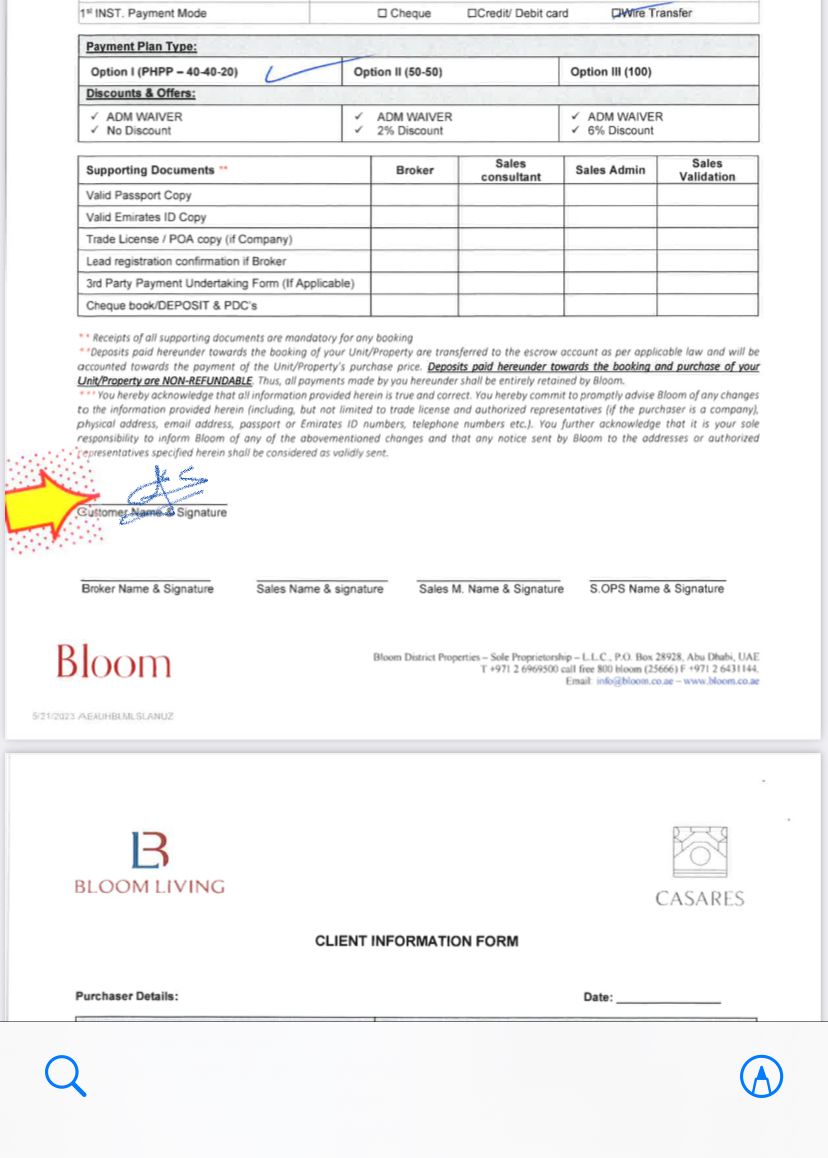 1st INST. Payment Mode ☐ Cheque ☐Credit/ Debit card ☐Wire Transfer
Payment Plan Type:
Option I (PHPP – 40-40-20) Option II (50-50) Option III (100)
Discounts & Offers:
✓ ADM WAIVER ✓ ADM WAIVER ✓ ADM WAIVER
✓ No Discount ✓ 2% Discount ✓ 6% Discount
Supporting Documents ** Broker Sales consultant Sales Admin Sales Validation
Valid Passport Copy
Valid Emirates ID Copy
Trade License / POA copy (if Company)
Lead registration confirmation if Broker
3rd Party Payment Undertaking Form (If Applicable)
Cheque book/DEPOSIT & PDC's
** Receipts of all supporting documents are mandatory for any booking
**Deposits paid hereunder towards the booking of your Unit/Property are transferred to the escrow account as per applicable law and will be
accounted towards the payment of the Unit/Property's purchase price. Deposits paid hereunder towards the booking and purchase of your
Unit/Property are NON-REFUNDABLE. Thus, all payments made by you hereunder shall be entirely retained by Bloom.
***You hereby acknowledge that all information provided herein is true and correct. You hereby commit to promptly advise Bloom of any changes
to the information provided herein (including, but not limited to trade license and authorized representatives (if the purchaser is a company),
physical address, email address, passport or Emirates ID numbers, telephone numbers etc.). You further acknowledge that it is your sole
responsibility to inform Bloom of any of the abovementioned changes and that any notice sent by Bloom to the addresses or authorized
representatives specified herein shall be considered as validly sent.
Customer Name & Signature
Broker Name & Signature Sales Name & signature Sales M. Name & Signature S.OPS Name & Signature
Bloom
Bloom District Properties – Sole Proprietorship – L.L.C., P.O. Box 28928, Abu Dhabi, UAE
T +971 2 6969500 call free 800 bloom (25666) F +971 2 6431144,
Email: info@bloom.co.ae – www.bloom.co.ae
5/21/2023
LB
BLOOM LIVING
CASARES
CLIENT INFORMATION FORM
Purchaser Details: Date: